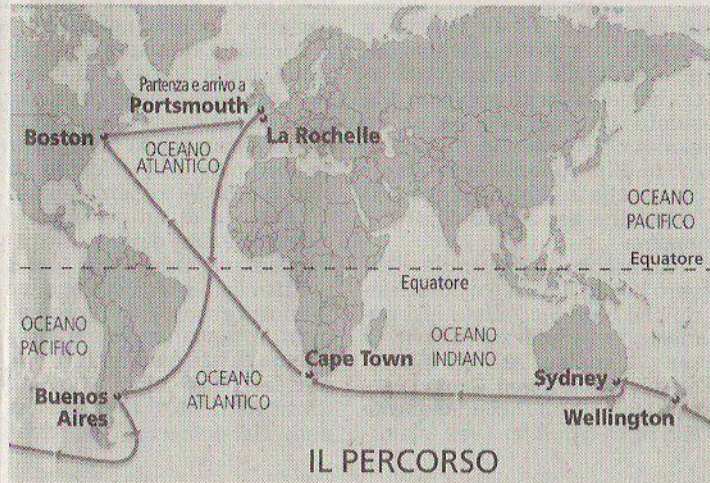 Partenza e arrivo a
Portsmouth
Boston
La Rochelle
OCEANO
ATLANTICO
OCEANO
PACIFICO
Equatore
Equatore
OCEANO
PACIFICO
OCEANO
INDIANO
Cape Town
OCEANO
ATLANTICO
Sydney
Buenos
Aires
Wellington
IL PERCORSO